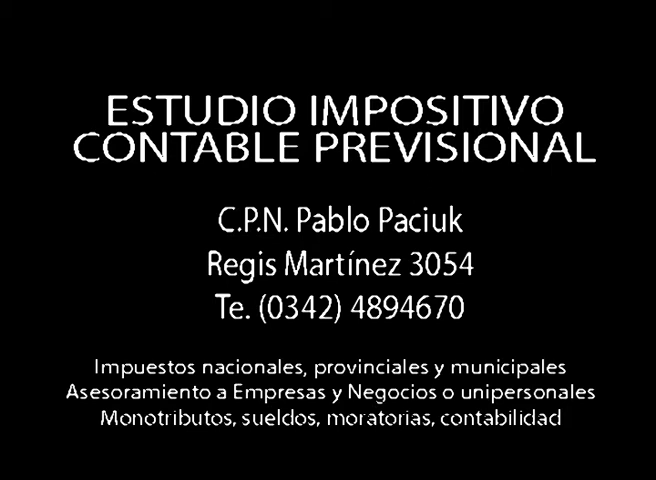 ESTUDIO IMPOSITIVO
CONTABLE PREVISIONAL
C.P.N. Pablo Paciuk
Regis Martínez 3054
Te. (0342) 4894670
Impuestos nacionales, provinciales y municipales
Asesoramiento a Empresas y Negocios o unipersonales
Monotributos, sueldos, moratorias, contabilidad